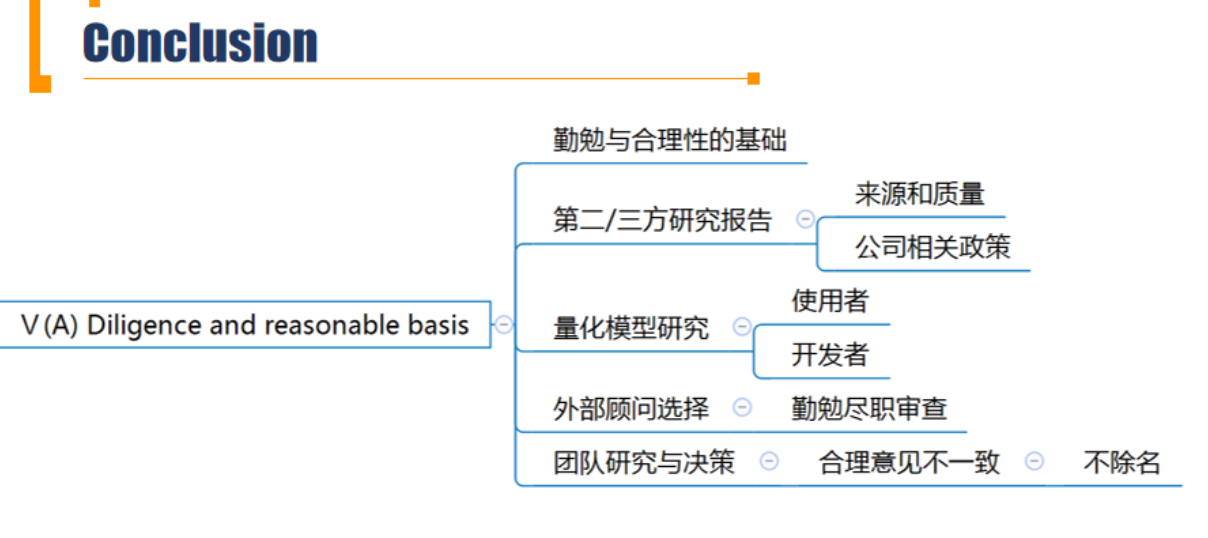 Conclusion
勤勉与合理性的基础
来源和质量
第二/三方研究报告
公司相关政策
使用者
V (A) Diligence and reasonable basis
量化模型研究
开发者
外部顾问选择 勤勉尽职审查
团队研究与决策 合理意见不一致 不除名